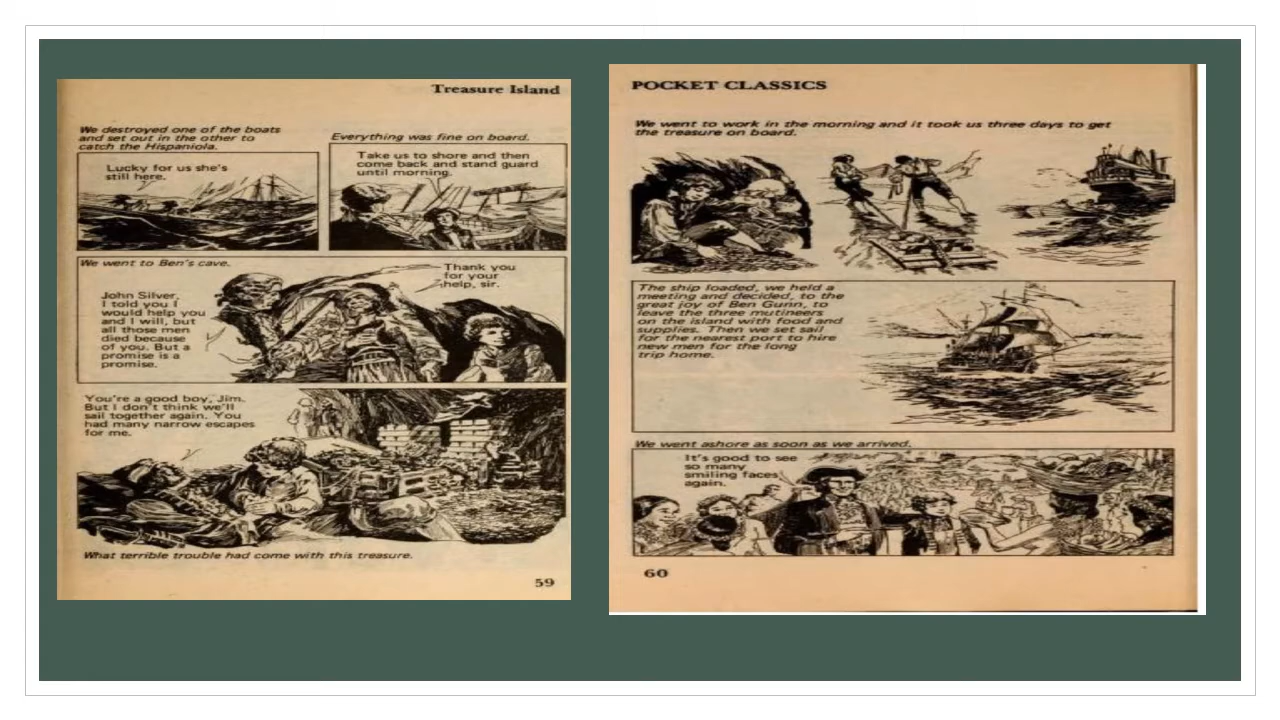 Treasure Island
We destroyed one of the boats
and set out in the other to
catch the Hispaniola.
Lucky for us she's
still here.
Everything was fine on board.
Take us to shore and then
come back and stand guard
until morning.
We went to Ben's cave.
John Silver,
I told you I
would help you
and I will, but
all those men
died because
of you. But a
promise is a
promise.
Thank you
for your
help, sir.
You're a good boy, Jim.
But I don't think we'll
sail together again. You
had many narrow escapes
for me.
What terrible trouble had come with this treasure.
59
POCKET CLASSICS
We went to work in the morning and it took us three days to get
the treasure on board.
The ship loaded, we held a
meeting and decided, to the
great joy of Ben Gunn, to
leave the three mutineers
on the island with food and
supplies. Then we set sail
for the nearest port to hire
new men for the long
trip home.
We went ashore as soon as we arrived.
It's good to see
so many
smiling faces
again.
60